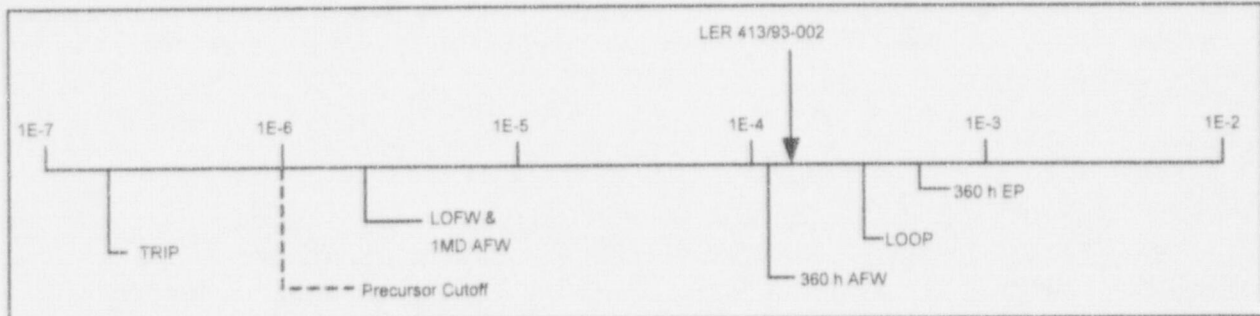 LER 413/93-002
1E-7
1E-6
1E-5
1E-4
1E-3
1E-2
TRIP
LOFW &
1MD AFW
Precursor Cutoff
360 h AFW
LOOP
360 h EP